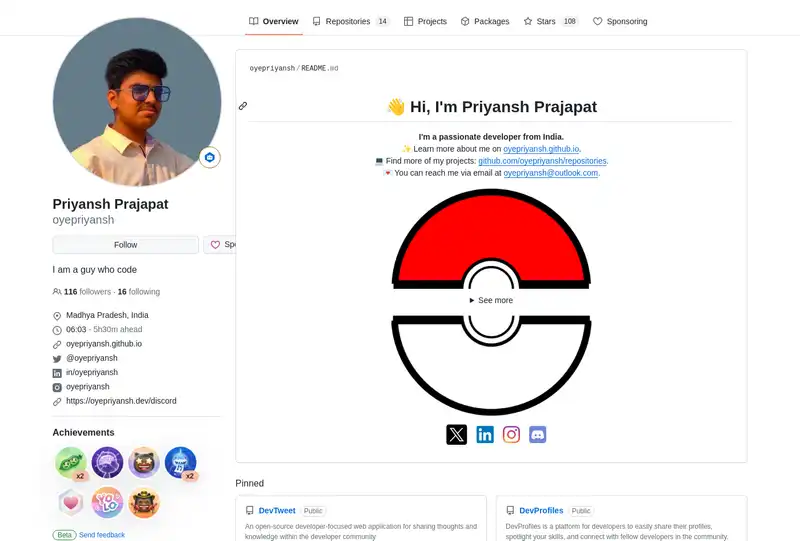 Overview
Repositories 14
Projects
Packages
Stars 108
Sponsoring
oyepriyansh/README.md
👋 Hi, I'm Priyansh Prajapat
I'm a passionate developer from India.
✨ Learn more about me on oyepriyansh.github.io.
💻 Find more of my projects: github.com/oyepriyansh/repositories.
💌 You can reach me via email at oyepriyansh@outlook.com.
▶ See more
Priyansh Prajapat
oyepriyansh
Follow
Spo
I am a guy who code
116 followers · 16 following
Madhya Pradesh, India
06:03 - 5h30m ahead
oyepriyansh.github.io
@oyepriyansh
in/oyepriyansh
oyepriyansh
https://oyepriyansh.dev/discord
Achievements
x2
x2
YOLO
Beta Send feedback
Pinned
DevTweet Public
An open-source developer-focused web application for sharing thoughts and
knowledge within the developer community
DevProfiles Public
DevProfiles is a platform for developers to easily share their profiles,
spotlight your skills, and connect with fellow developers in the community.